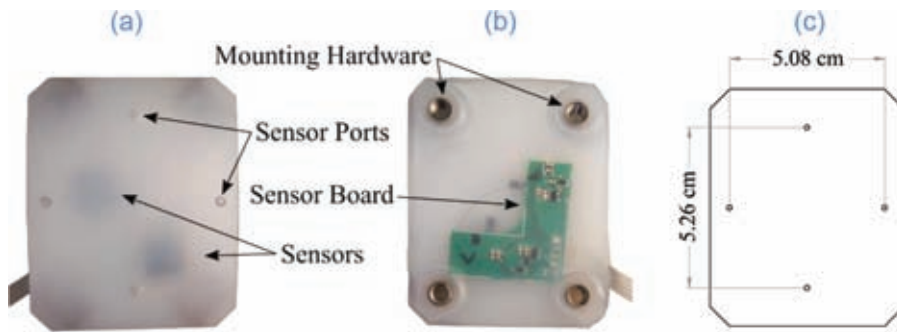 (a)
(b)
(c)
Mounting Hardware
5.08 cm
Sensor Ports
Sensor Board
5.26 cm
Sensors